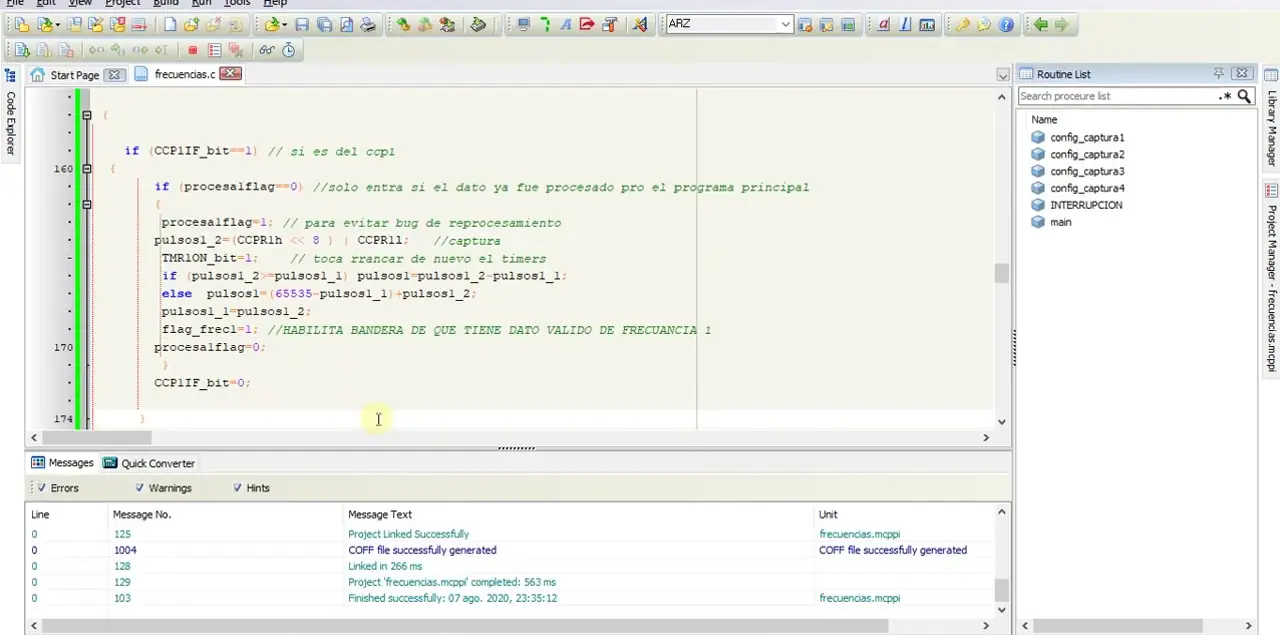 File Edit View Project Build Run Tools Help
ARZ
Start Page
frecuencias.c
Code Explorer
{
if (CCP1IF_bit==1) // si es del ccp1
160
{
if (procesa1flag==0) //solo entra si el dato ya fue procesado pro el programa principal
{
procesa1flag=1; // para evitar bug de reprocesamiento
pulsos1_2=(CCPR1h << 8 ) | CCPR1l; //captura
TMR1ON_bit=1; // toca rrancar de nuevo el timers
if (pulsos1_2>=pulsos1_1) pulsos1=pulsos1_2-pulsos1_1;
else pulsos1=(65535-pulsos1_1)+pulsos1_2;
pulsos1_1=pulsos1_2;
flag_frec1=1; //HABILITA BANDERA DE QUE TIENE DATO VALIDO DE FRECUANCIA 1
170 procesa1flag=0;
}
CCP1IF_bit=0;
174 }
Routine List
Search proceure list
.*
Name
config_captura1
config_captura2
config_captura3
config_captura4
INTERRUPCION
main
Library Manager
Project Manager - frecuencias.mcppi
Messages Quick Converter
Errors Warnings Hints
Line Message No. Message Text Unit
0 125 Project Linked Successfully frecuencias.mcppi
0 1004 COFF file successfully generated COFF file successfully generated
0 128 Linked in 266 ms
0 129 Project 'frecuencias.mcppi' completed: 563 ms
0 103 Finished successfully: 07 ago. 2020, 23:35:12 frecuencias.mcppi